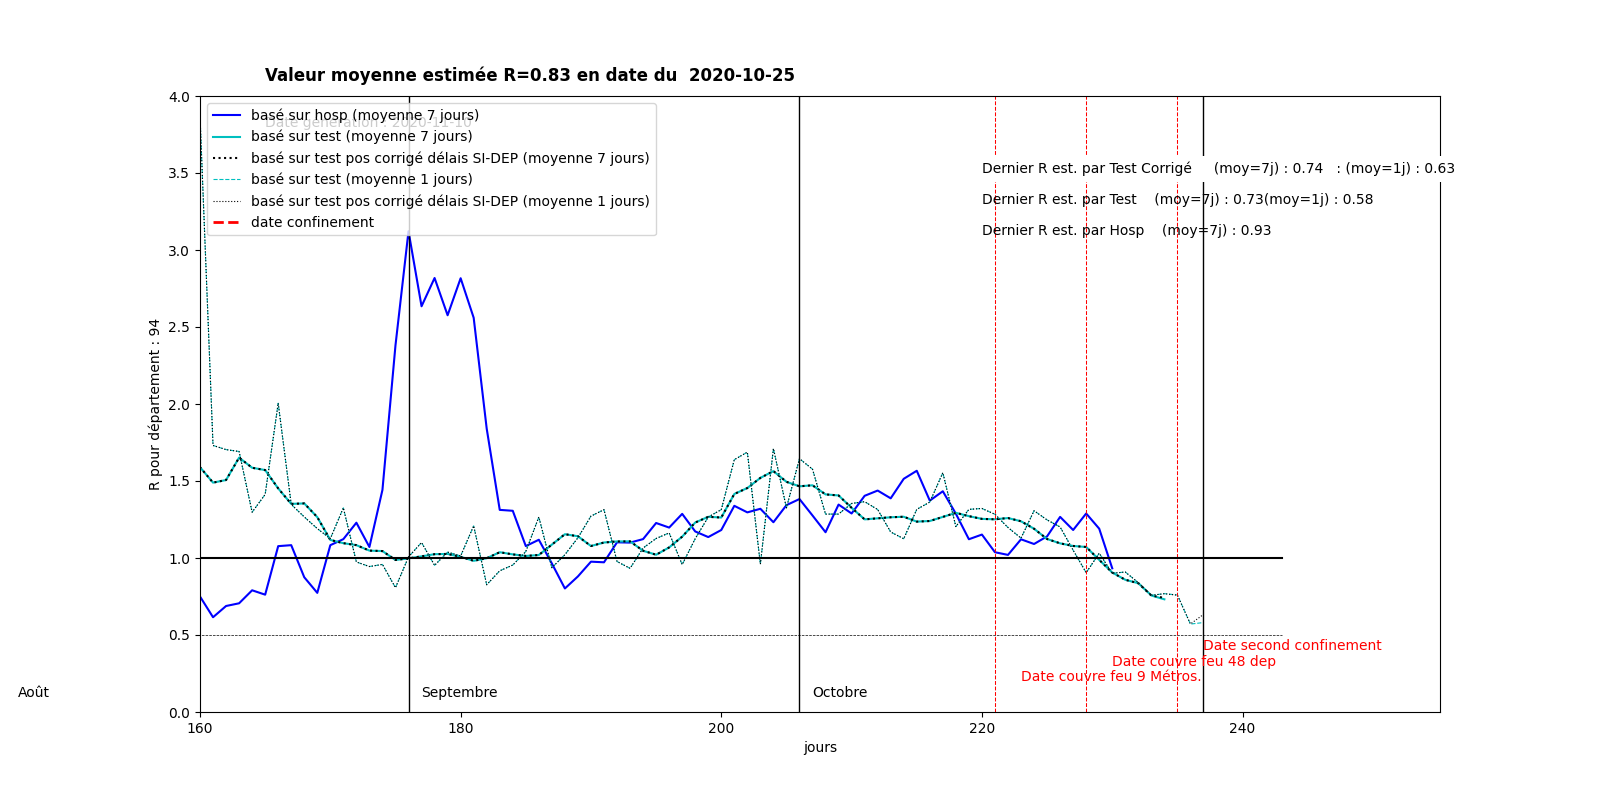 Valeur moyenne estimée R=0.83 en date du  2020-10-25
4.0
3.5
3.0
2.5
2.0
1.5
1.0
0.5
0.0
R pour département : 94
basé sur hosp (moyenne 7 jours)
Date génération : 2020-11-10
basé sur test (moyenne 7 jours)
basé sur test pos corrigé délais SI-DEP (moyenne 7 jours)
basé sur test (moyenne 1 jours)
basé sur test pos corrigé délais SI-DEP (moyenne 1 jours)
date confinement
Dernier R est. par Test Corrigé     (moy=7j) : 0.74   : (moy=1j) : 0.63
Dernier R est. par Test    (moy=7j) : 0.73(moy=1j) : 0.58
Dernier R est. par Hosp    (moy=7j) : 0.93
Date second confinement
Date couvre feu 48 dep
Date couvre feu 9 Métros.
Août
Septembre
Octobre
160
180
200
220
240
jours